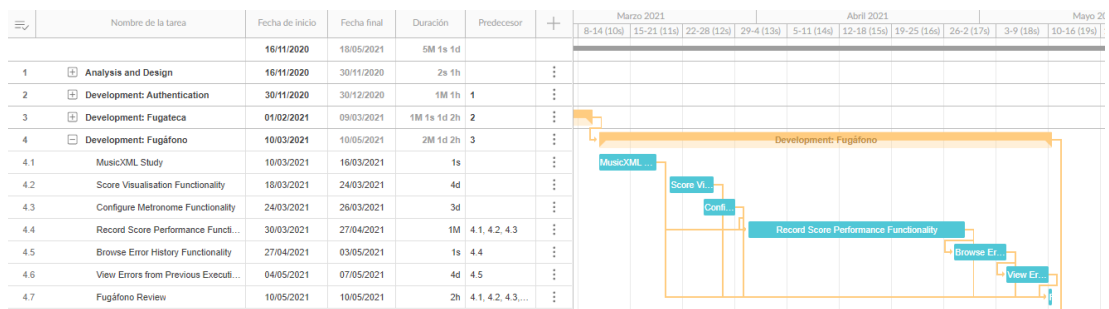 Nombre de la tarea Fecha de inicio Fecha final Duración Predecesor Marzo 2021 Abril 2021 Mayo 20
8-14 (10s) 15-21 (11s) 22-28 (12s) 29-4 (13s) 5-11 (14s) 12-18 (15s) 19-25 (16s) 26-2 (17s) 3-9 (18s) 10-16 (19s)
16/11/2020 18/05/2021 5M 1s 1d
1 Analysis and Design 16/11/2020 30/11/2020 2s 1h
2 Development: Authentication 30/11/2020 30/12/2020 1M 1h 1
3 Development: Fugateca 01/02/2021 09/03/2021 1M 1s 1d 2h 2
4 Development: Fugáfono 10/03/2021 10/05/2021 2M 1d 2h 3 Development: Fugáfono
4.1 MusicXML Study 10/03/2021 16/03/2021 1s MusicXML ...
4.2 Score Visualisation Functionality 18/03/2021 24/03/2021 4d Score Vi...
4.3 Configure Metronome Functionality 24/03/2021 26/03/2021 3d Confi...
4.4 Record Score Performance Functi... 30/03/2021 27/04/2021 1M 4.1, 4.2, 4.3 Record Score Performance Functionality
4.5 Browse Error History Functionality 27/04/2021 03/05/2021 1s 4.4 Browse Er...
4.6 View Errors from Previous Executi... 04/05/2021 07/05/2021 4d 4.5 View Er...
4.7 Fugáfono Review 10/05/2021 10/05/2021 2h 4.1, 4.2, 4.3,...